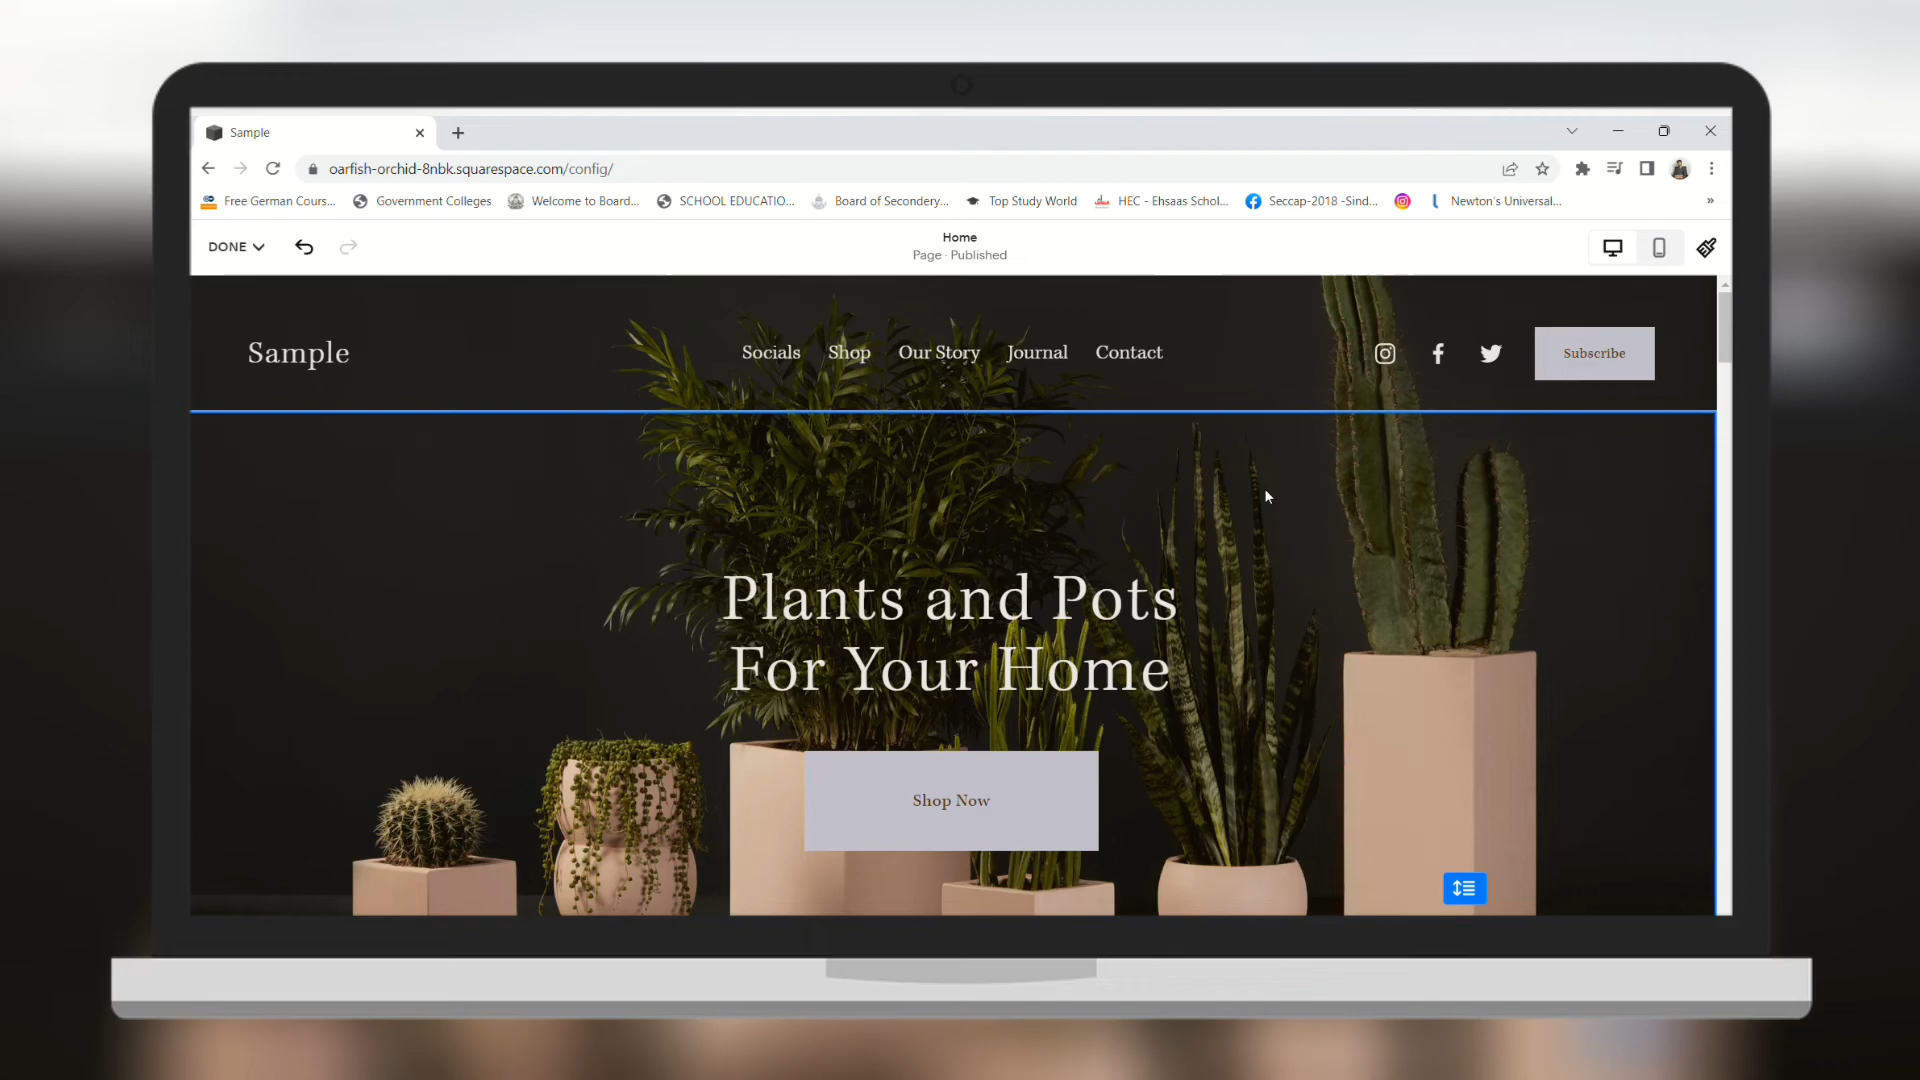 Sample
oarfish-orchid-8nbk.squarespace.com/config/
Free German Cours... Government Colleges Welcome to Board... SCHOOL EDUCATIO... Board of Secondery... Top Study World HEC - Ehsaas Schol... Seccap-2018 -Sind... Newton's Universal... »
DONE
Home
Page · Published
Sample Socials Shop Our Story Journal Contact Subscribe
Plants and Pots
For Your Home
Shop Now